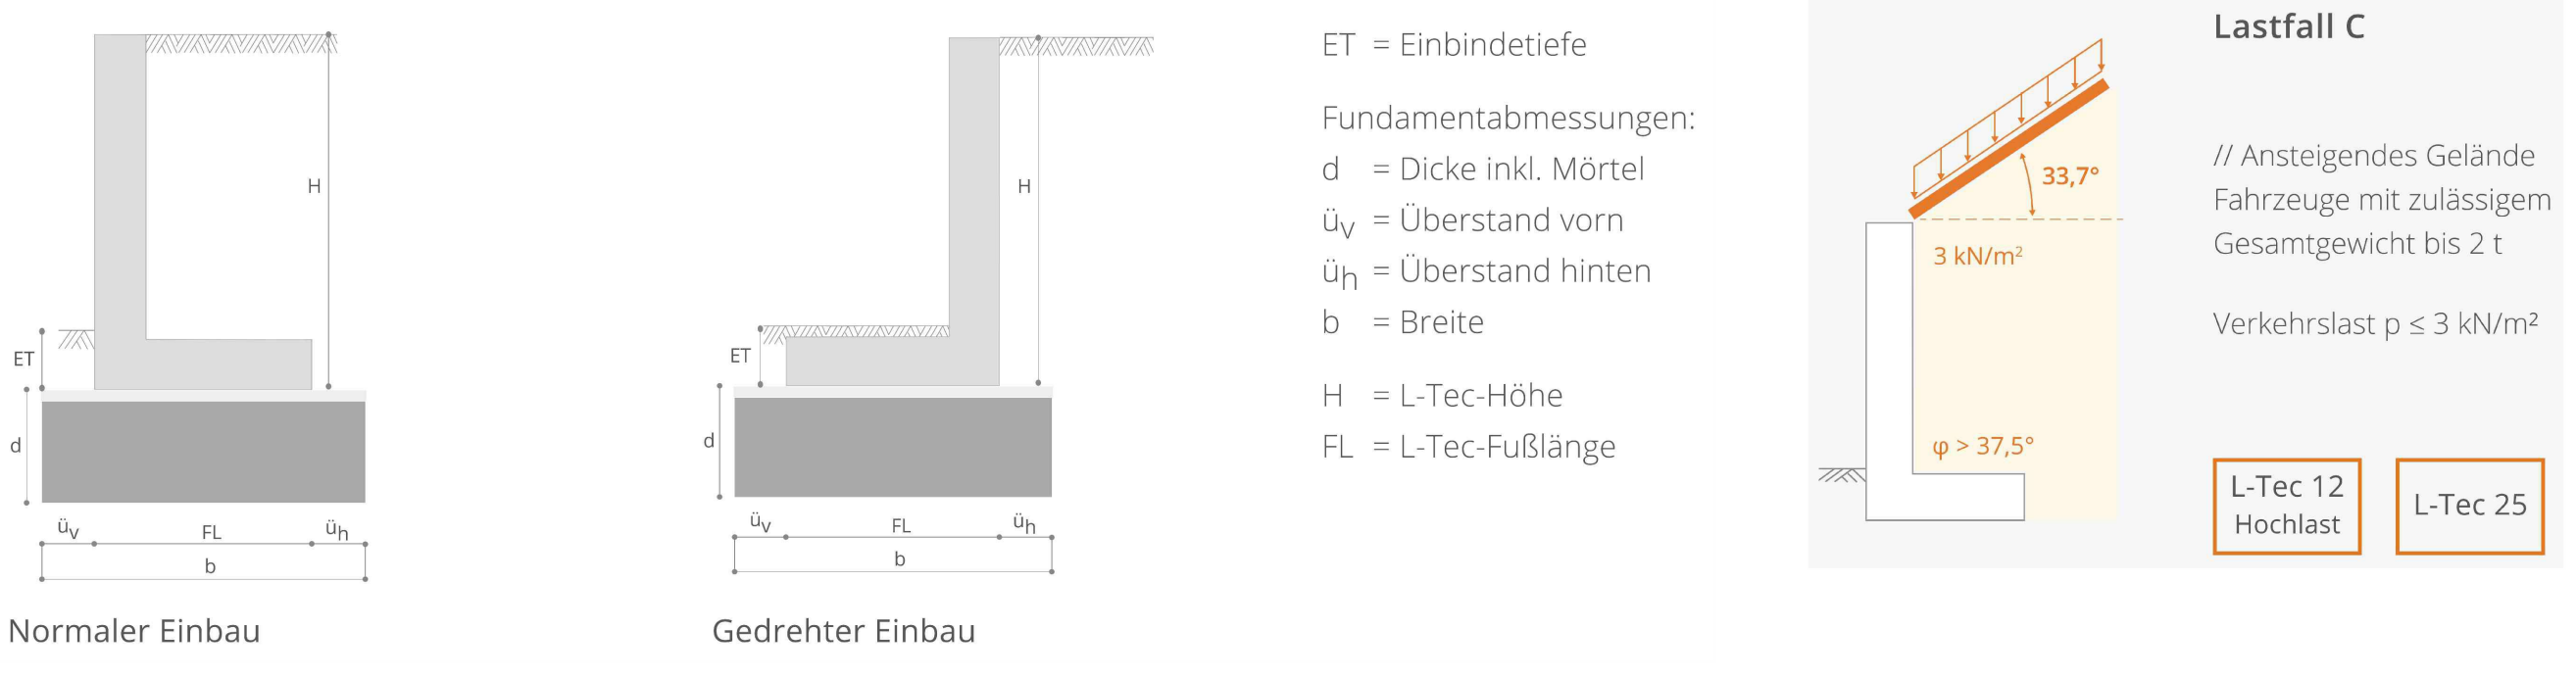 H
ET
d
üv
FL
üh
b
Normaler Einbau
H
ET
d
üv
FL
üh
b
Gedrehter Einbau
ET = Einbindetiefe
Fundamentabmessungen:
d = Dicke inkl. Mörtel
üv = Überstand vorn
üh = Überstand hinten
b = Breite
H = L-Tec-Höhe
FL = L-Tec-Fußlänge
33,7°
3 kN/m²
φ > 37,5°
Lastfall C
// Ansteigendes Gelände
Fahrzeuge mit zulässigem
Gesamtgewicht bis 2 t
Verkehrslast p ≤ 3 kN/m²
L-Tec 12
Hochlast
L-Tec 25